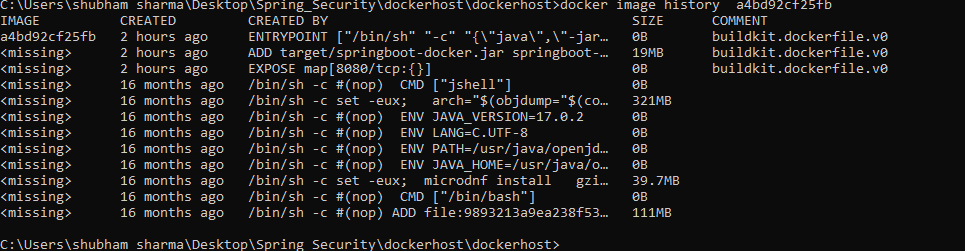 C:\Users\shubham sharma\Desktop\Spring_Security\dockerhost\dockerhost>docker image history  a4bd92cf25fb
IMAGE          CREATED         CREATED BY                                      SIZE      COMMENT
a4bd92cf25fb   2 hours ago     ENTRYPOINT ["/bin/sh" "-c" "{\"java\",\"-jar…   0B        buildkit.dockerfile.v0
<missing>      2 hours ago     ADD target/springboot-docker.jar springboot-…   19MB      buildkit.dockerfile.v0
<missing>      2 hours ago     EXPOSE map[8080/tcp:{}]                         0B        buildkit.dockerfile.v0
<missing>      16 months ago   /bin/sh -c #(nop)  CMD ["jshell"]               0B
<missing>      16 months ago   /bin/sh -c set -eux;   arch="$(objdump="$(co…   321MB
<missing>      16 months ago   /bin/sh -c #(nop)  ENV JAVA_VERSION=17.0.2      0B
<missing>      16 months ago   /bin/sh -c #(nop)  ENV LANG=C.UTF-8             0B
<missing>      16 months ago   /bin/sh -c #(nop)  ENV PATH=/usr/java/openjd…   0B
<missing>      16 months ago   /bin/sh -c #(nop)  ENV JAVA_HOME=/usr/java/o…   0B
<missing>      16 months ago   /bin/sh -c set -eux;  microdnf install   gzi…   39.7MB
<missing>      16 months ago   /bin/sh -c #(nop)  CMD ["/bin/bash"]            0B
<missing>      16 months ago   /bin/sh -c #(nop) ADD file:9893213a9ea238f53…   111MB
C:\Users\shubham sharma\Desktop\Spring_Security\dockerhost\dockerhost>